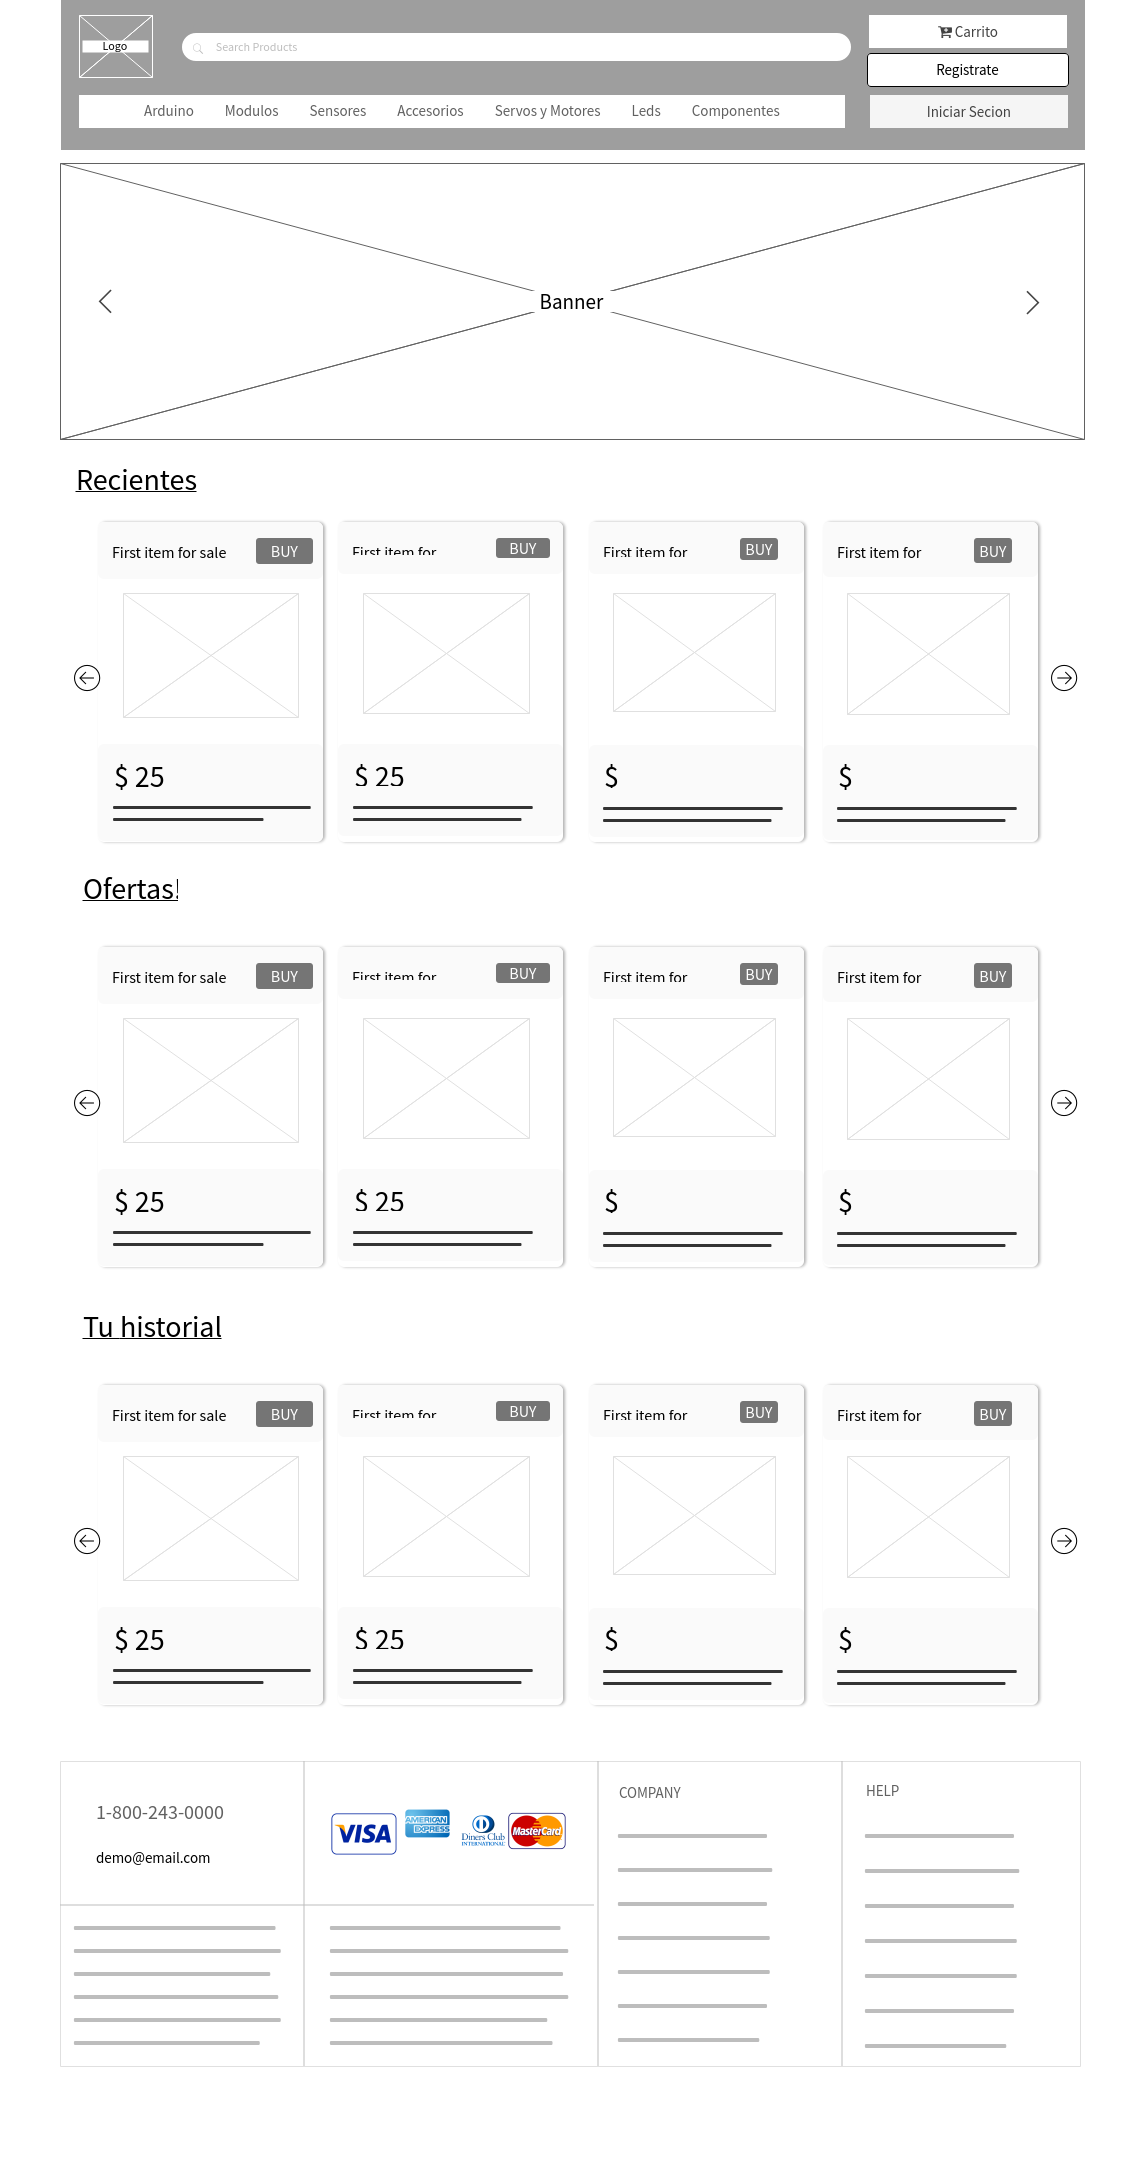 Logo
Search Products
Carrito
Registrate
Arduino Modulos Sensores Accesorios Servos y Motores Leds Componentes
Iniciar Secion
Banner
Recientes
First item for sale BUY First item for BUY First item for BUY First item for BUY
$ 25 $ 25 $ $
Ofertas!
First item for sale BUY First item for BUY First item for BUY First item for BUY
$ 25 $ 25 $ $
Tu historial
First item for sale BUY First item for BUY First item for BUY First item for BUY
$ 25 $ 25 $ $
1-800-243-0000
demo@email.com
VISA
AMERICAN EXPRESS
Diners Club
INTERNATIONAL
MasterCard
COMPANY
HELP